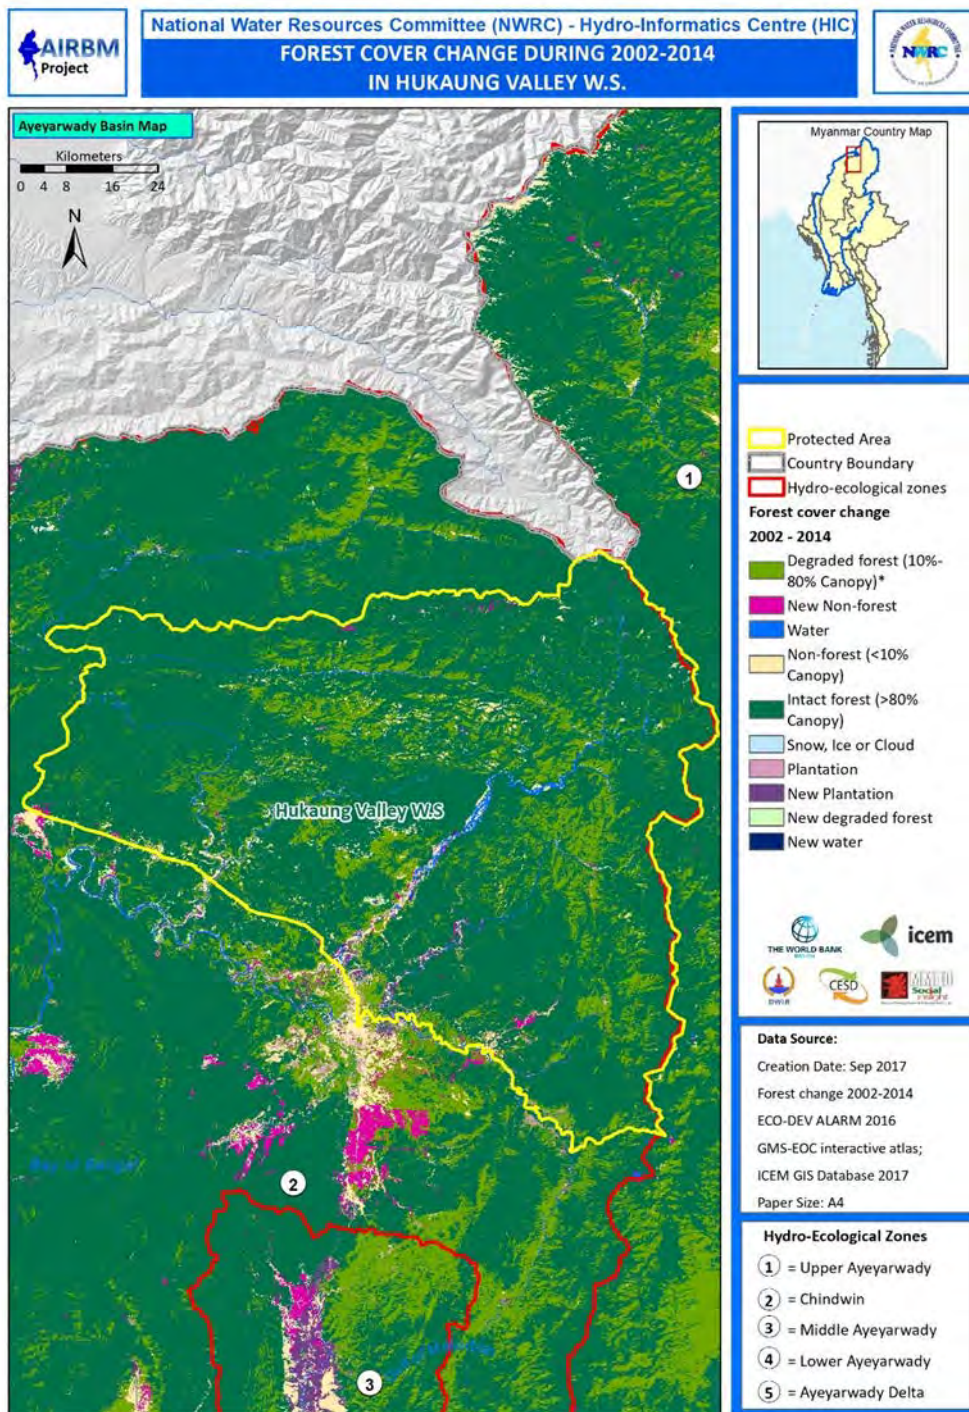 AIRBM
Project
National Water Resources Committee (NWRC) - Hydro-Informatics Centre (HIC)
FOREST COVER CHANGE DURING 2002-2014
IN HUKAUNG VALLEY W.S.
NWRC
Ayeyarwady Basin Map
Kilometers
0 4 8 16 24
N
1
Hukaung Valley W.S
Bay of Bengal
2
3
Myanmar Country Map
Protected Area
Country Boundary
Hydro-ecological zones
Forest cover change
2002 - 2014
Degraded forest (10%-
80% Canopy)*
New Non-forest
Water
Non-forest (<10%
Canopy)
Intact forest (>80%
Canopy)
Snow, Ice or Cloud
Plantation
New Plantation
New degraded forest
New water
THE WORLD BANK
icem
DWIR
CESD
Social
Data Source:
Creation Date: Sep 2017
Forest change 2002-2014
ECO-DEV ALARM 2016
GMS-EOC interactive atlas;
ICEM GIS Database 2017
Paper Size: A4
Hydro-Ecological Zones
1 = Upper Ayeyarwady
2 = Chindwin
3 = Middle Ayeyarwady
4 = Lower Ayeyarwady
5 = Ayeyarwady Delta